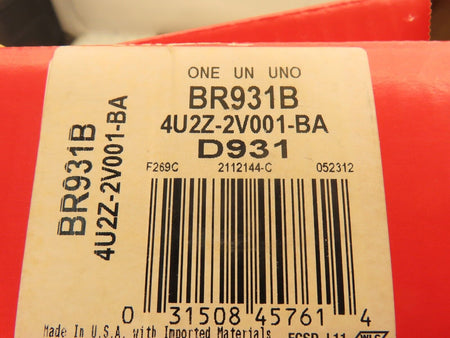 ONE UN UNO
BR931B
4U2Z-2V001-BA
D931
F269C 2112144-C 052312
0 31508 45761 4
Made In U.S.A. with Imported Materials
BR931B
4U2Z-2V001-BA